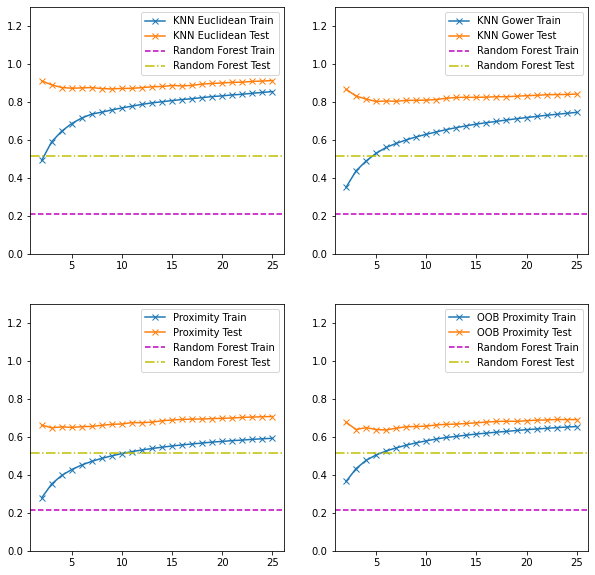 KNN Euclidean Train
KNN Euclidean Test
Random Forest Train
Random Forest Test
1.2
1.0
0.8
0.6
0.4
0.2
0.0
5 10 15 20 25
KNN Gower Train
KNN Gower Test
Random Forest Train
Random Forest Test
1.2
1.0
0.8
0.6
0.4
0.2
0.0
5 10 15 20 25
Proximity Train
Proximity Test
Random Forest Train
Random Forest Test
1.2
1.0
0.8
0.6
0.4
0.2
0.0
5 10 15 20 25
OOB Proximity Train
OOB Proximity Test
Random Forest Train
Random Forest Test
1.2
1.0
0.8
0.6
0.4
0.2
0.0
5 10 15 20 25